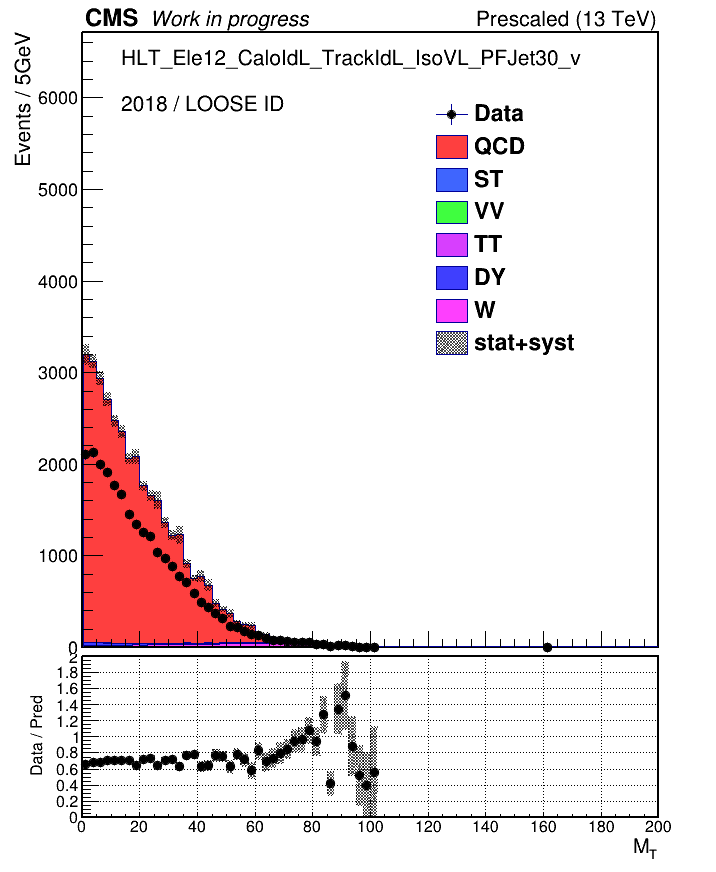 CMS Work in progress Prescaled (13 TeV)
HLT_Ele12_CaloIdL_TrackIdL_IsoVL_PFJet30_v
2018 / LOOSE ID
Events / 5GeV
6000
5000
4000
3000
2000
1000
0
Data
QCD
ST
VV
TT
DY
W
stat+syst
Data / Pred
2
1.8
1.6
1.4
1.2
1
0.8
0.6
0.4
0.2
0
0 20 40 60 80 100 120 140 160 180 200
M_T